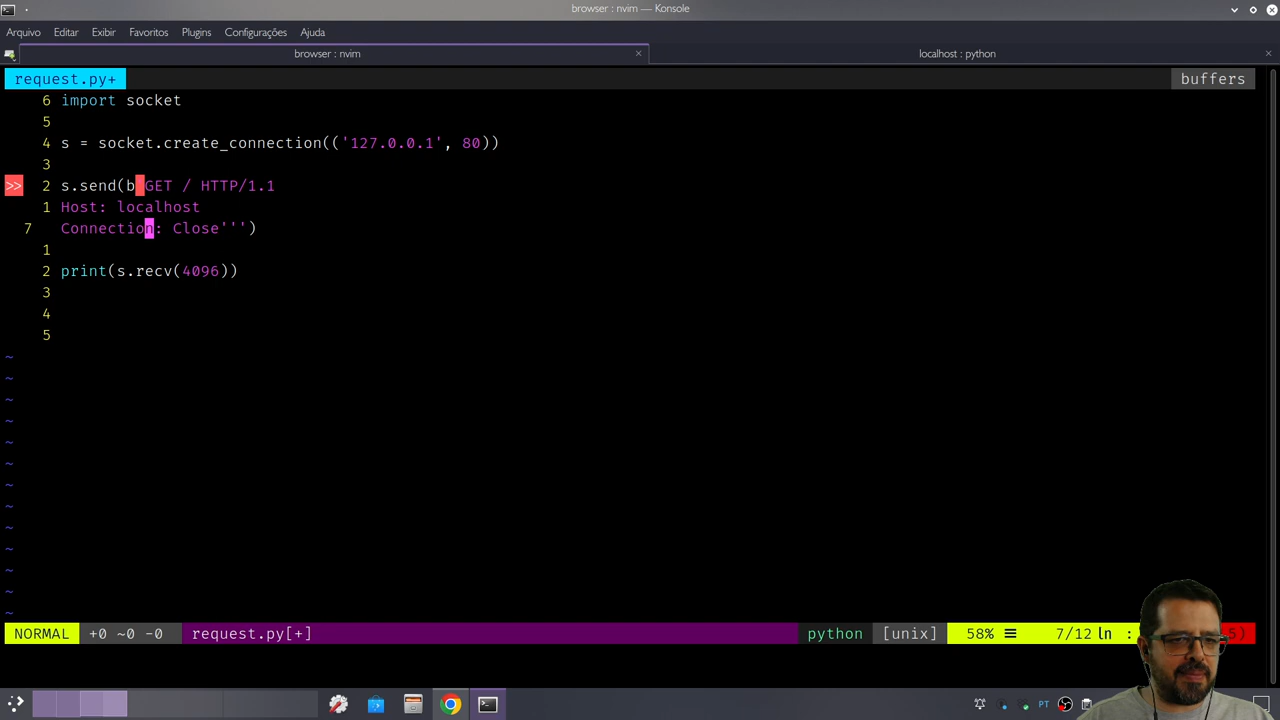 browser : nvim — Konsole
Arquivo Editar Exibir Favoritos Plugins Configurações Ajuda
browser : nvim localhost : python
request.py+ buffers
6 import socket
5
4 s = socket.create_connection(('127.0.0.1', 80))
3
>> 2 s.send(b GET / HTTP/1.1
1 Host: localhost
7 Connection: Close''')
1
2 print(s.recv(4096))
3
4
5
~
~
~
~
~
~
~
~
~
~
~
~
~
NORMAL +0 ~0 -0 request.py[+] python [unix] 58% ≡ 7/12 ln : 5)
PT